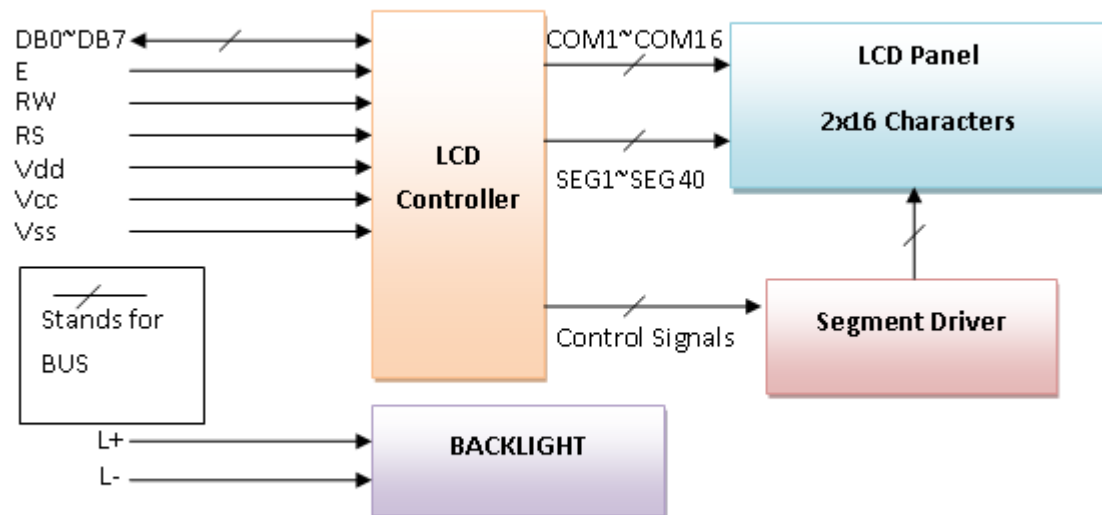 DB0~DB7
E
RW
RS
Vdd
Vcc
Vss
LCD
Controller
COM1~COM16
SEG1~SEG40
Control Signals
LCD Panel
2x16 Characters
Segment Driver
Stands for
BUS
L+
L-
BACKLIGHT